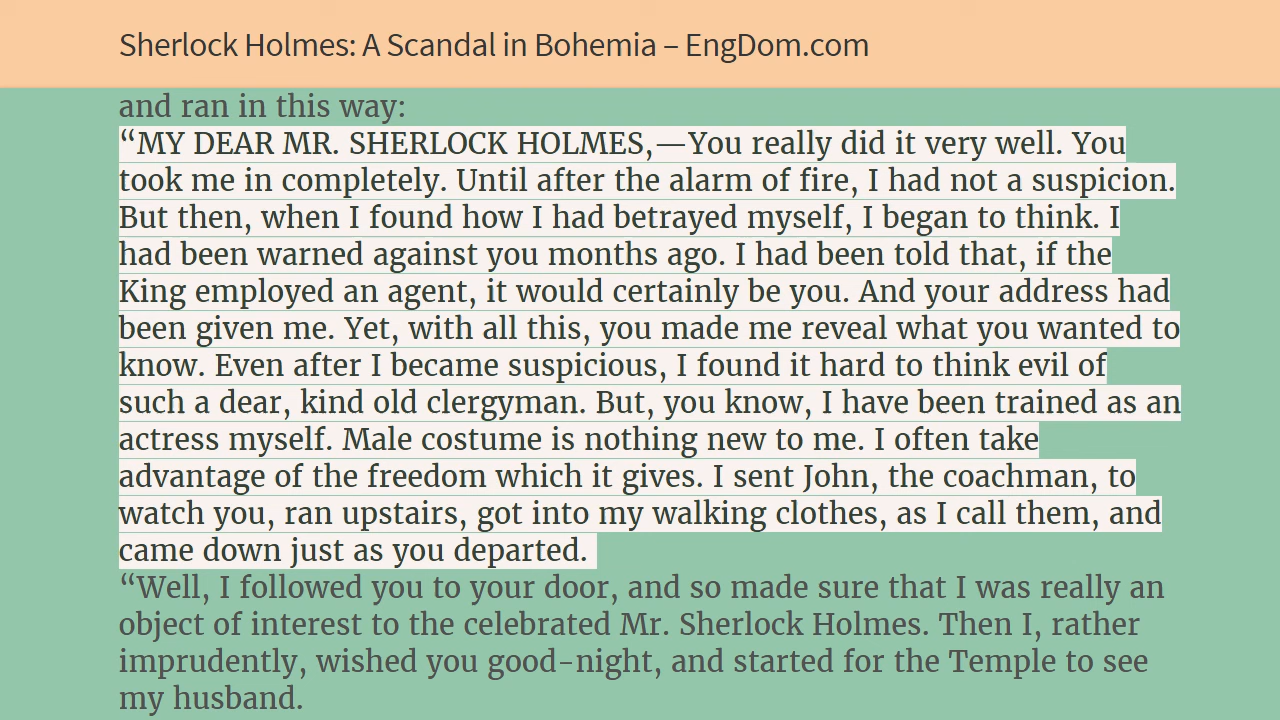 Sherlock Holmes: A Scandal in Bohemia – EngDom.com
and ran in this way:
“MY DEAR MR. SHERLOCK HOLMES,—You really did it very well. You
took me in completely. Until after the alarm of fire, I had not a suspicion.
But then, when I found how I had betrayed myself, I began to think. I
had been warned against you months ago. I had been told that, if the
King employed an agent, it would certainly be you. And your address had
been given me. Yet, with all this, you made me reveal what you wanted to
know. Even after I became suspicious, I found it hard to think evil of
such a dear, kind old clergyman. But, you know, I have been trained as an
actress myself. Male costume is nothing new to me. I often take
advantage of the freedom which it gives. I sent John, the coachman, to
watch you, ran upstairs, got into my walking clothes, as I call them, and
came down just as you departed.
“Well, I followed you to your door, and so made sure that I was really an
object of interest to the celebrated Mr. Sherlock Holmes. Then I, rather
imprudently, wished you good-night, and started for the Temple to see
my husband.